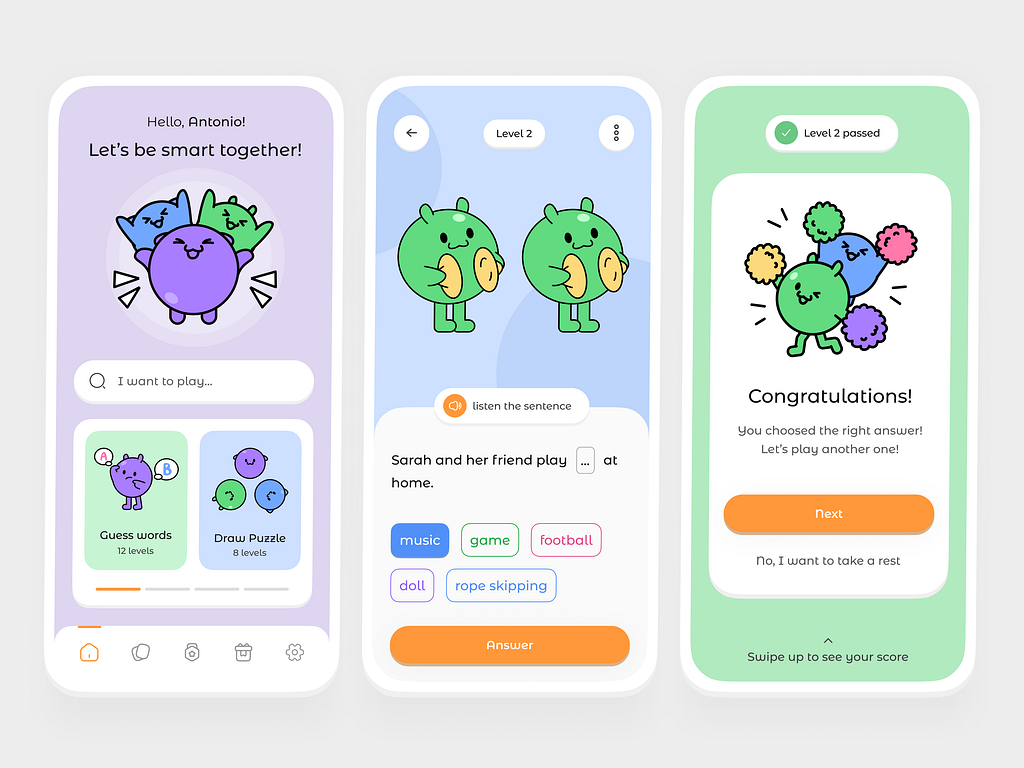 Hello, Antonio!
Let's be smart together!
I want to play...
A
B
Guess words
12 levels
Draw Puzzle
8 levels
Level 2
listen the sentence
Sarah and her friend play ... at
home.
music game football
doll rope skipping
Answer
Level 2 passed
Congratulations!
You choosed the right answer!
Let's play another one!
Next
No, I want to take a rest
Swipe up to see your score